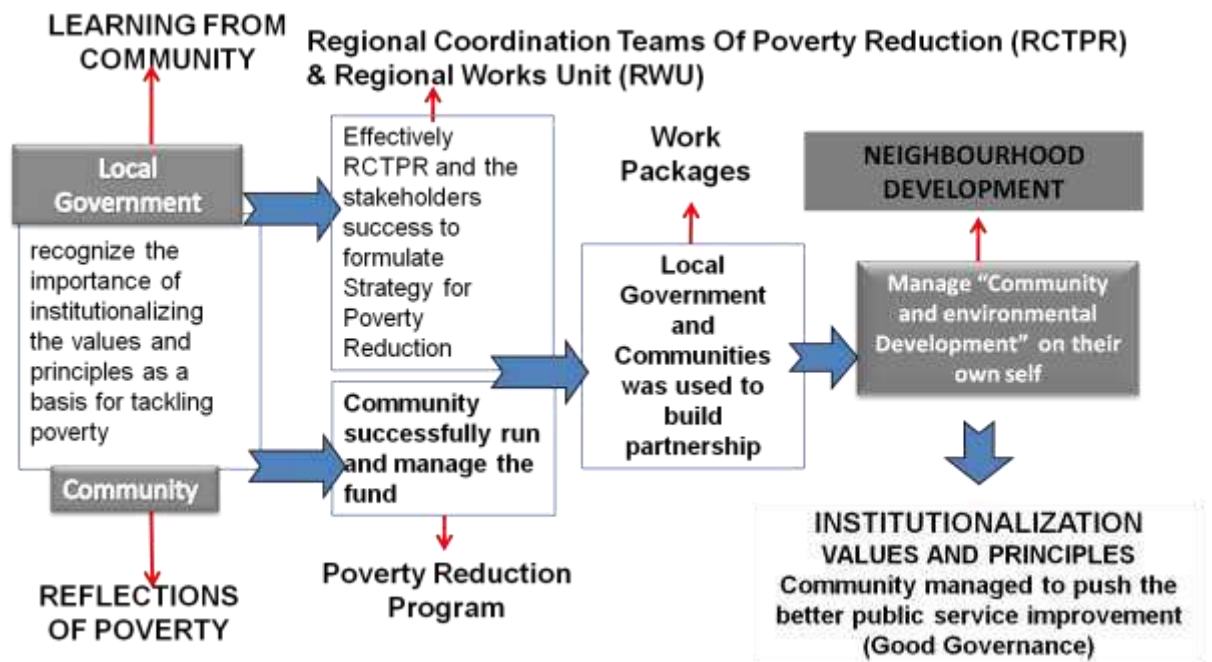 LEARNING FROM
COMMUNITY
Regional Coordination Teams Of Poverty Reduction (RCTPR)
& Regional Works Unit (RWU)
Local
Government
recognize the
importance of
institutionalizing
the values and
principles as a
basis for tackling
poverty
Community
REFLECTIONS
OF POVERTY
Effectively
RCTPR and the
stakeholders
success to
formulate
Strategy for
Poverty
Reduction
Community
successfully run
and manage the
fund
Poverty Reduction
Program
Work
Packages
Local
Government
and
Communities
was used to
build
partnership
NEIGHBOURHOOD
DEVELOPMENT
Manage “Community
and environmental
Development” on their
own self
INSTITUTIONALIZATION
VALUES AND PRINCIPLES
Community managed to push the
better public service improvement
(Good Governance)